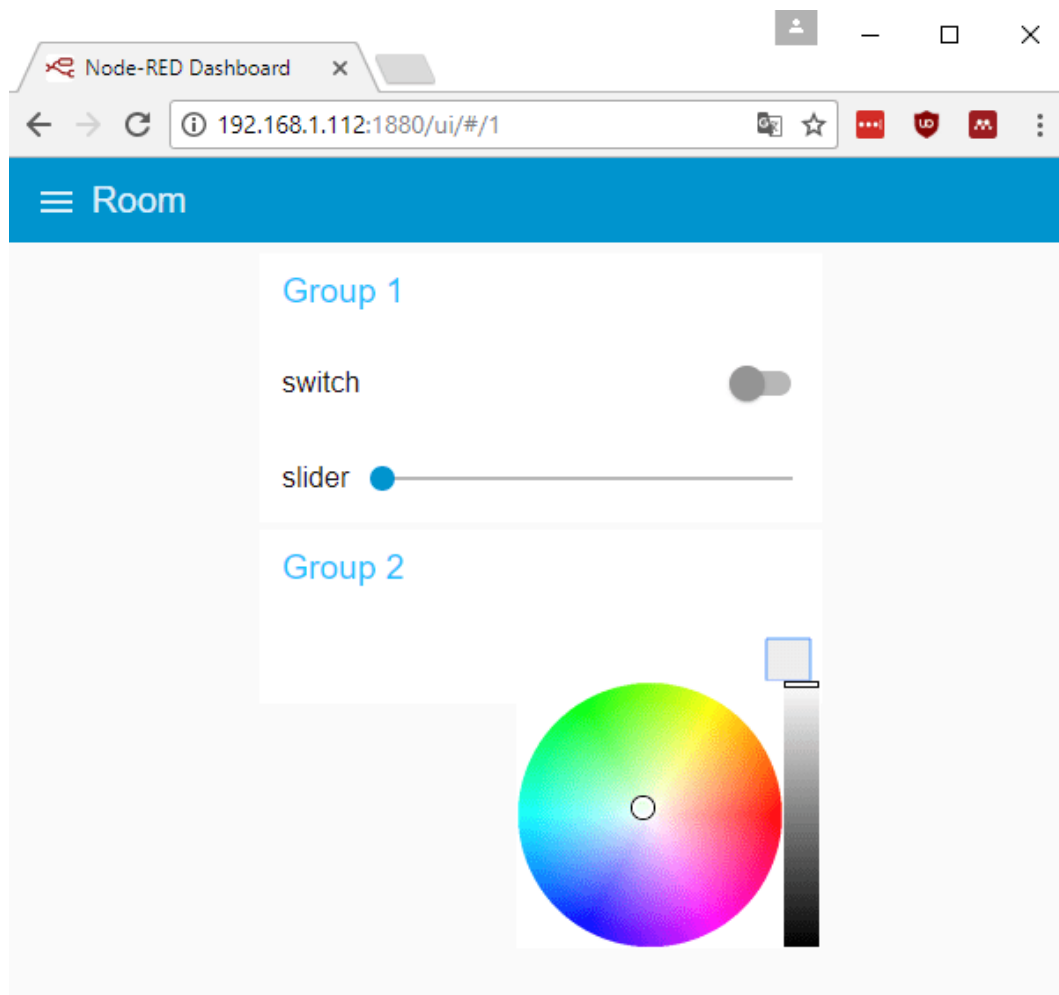 Node-RED Dashboard
192.168.1.112:1880/ui/#/1
Room
Group 1
switch
slider
Group 2